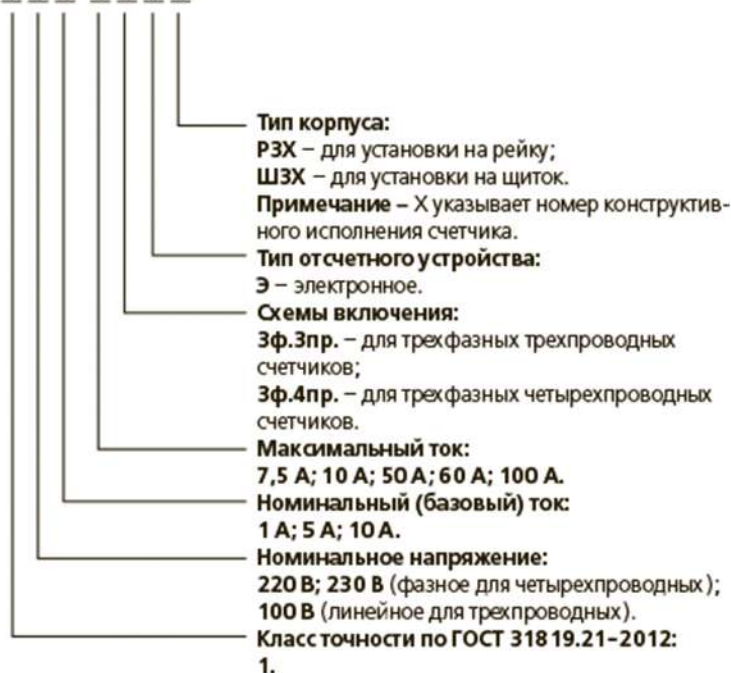 Тип корпуса:
РЗХ – для установки на рейку;
ШЗХ – для установки на щиток.
Примечание – Х указывает номер конструктив-
ного исполнения счетчика.
Тип отсчетного устройства:
Э – электронное.
Схемы включения:
3ф.3пр. – для трехфазных трехпроводных
счетчиков;
3ф.4пр. – для трехфазных четырехпроводных
счетчиков.
Максимальный ток:
7,5 А; 10 А; 50 А; 60 А; 100 А.
Номинальный (базовый) ток:
1 А; 5 А; 10 А.
Номинальное напряжение:
220 В; 230 В (фазное для четырехпроводных);
100 В (линейное для трехпроводных).
Класс точности по ГОСТ 31819.21–2012:
1.